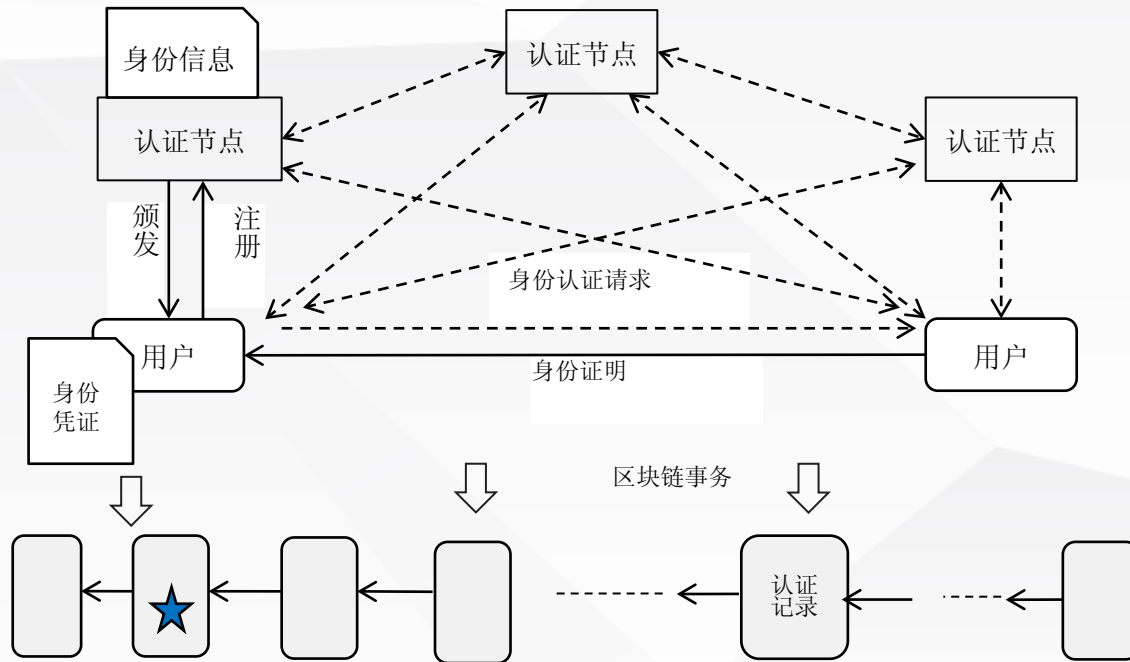 身份信息
认证节点
认证节点
认证节点
颁发
注册
身份认证请求
用户
用户
身份证明
身份
凭证
区块链事务
认证
记录